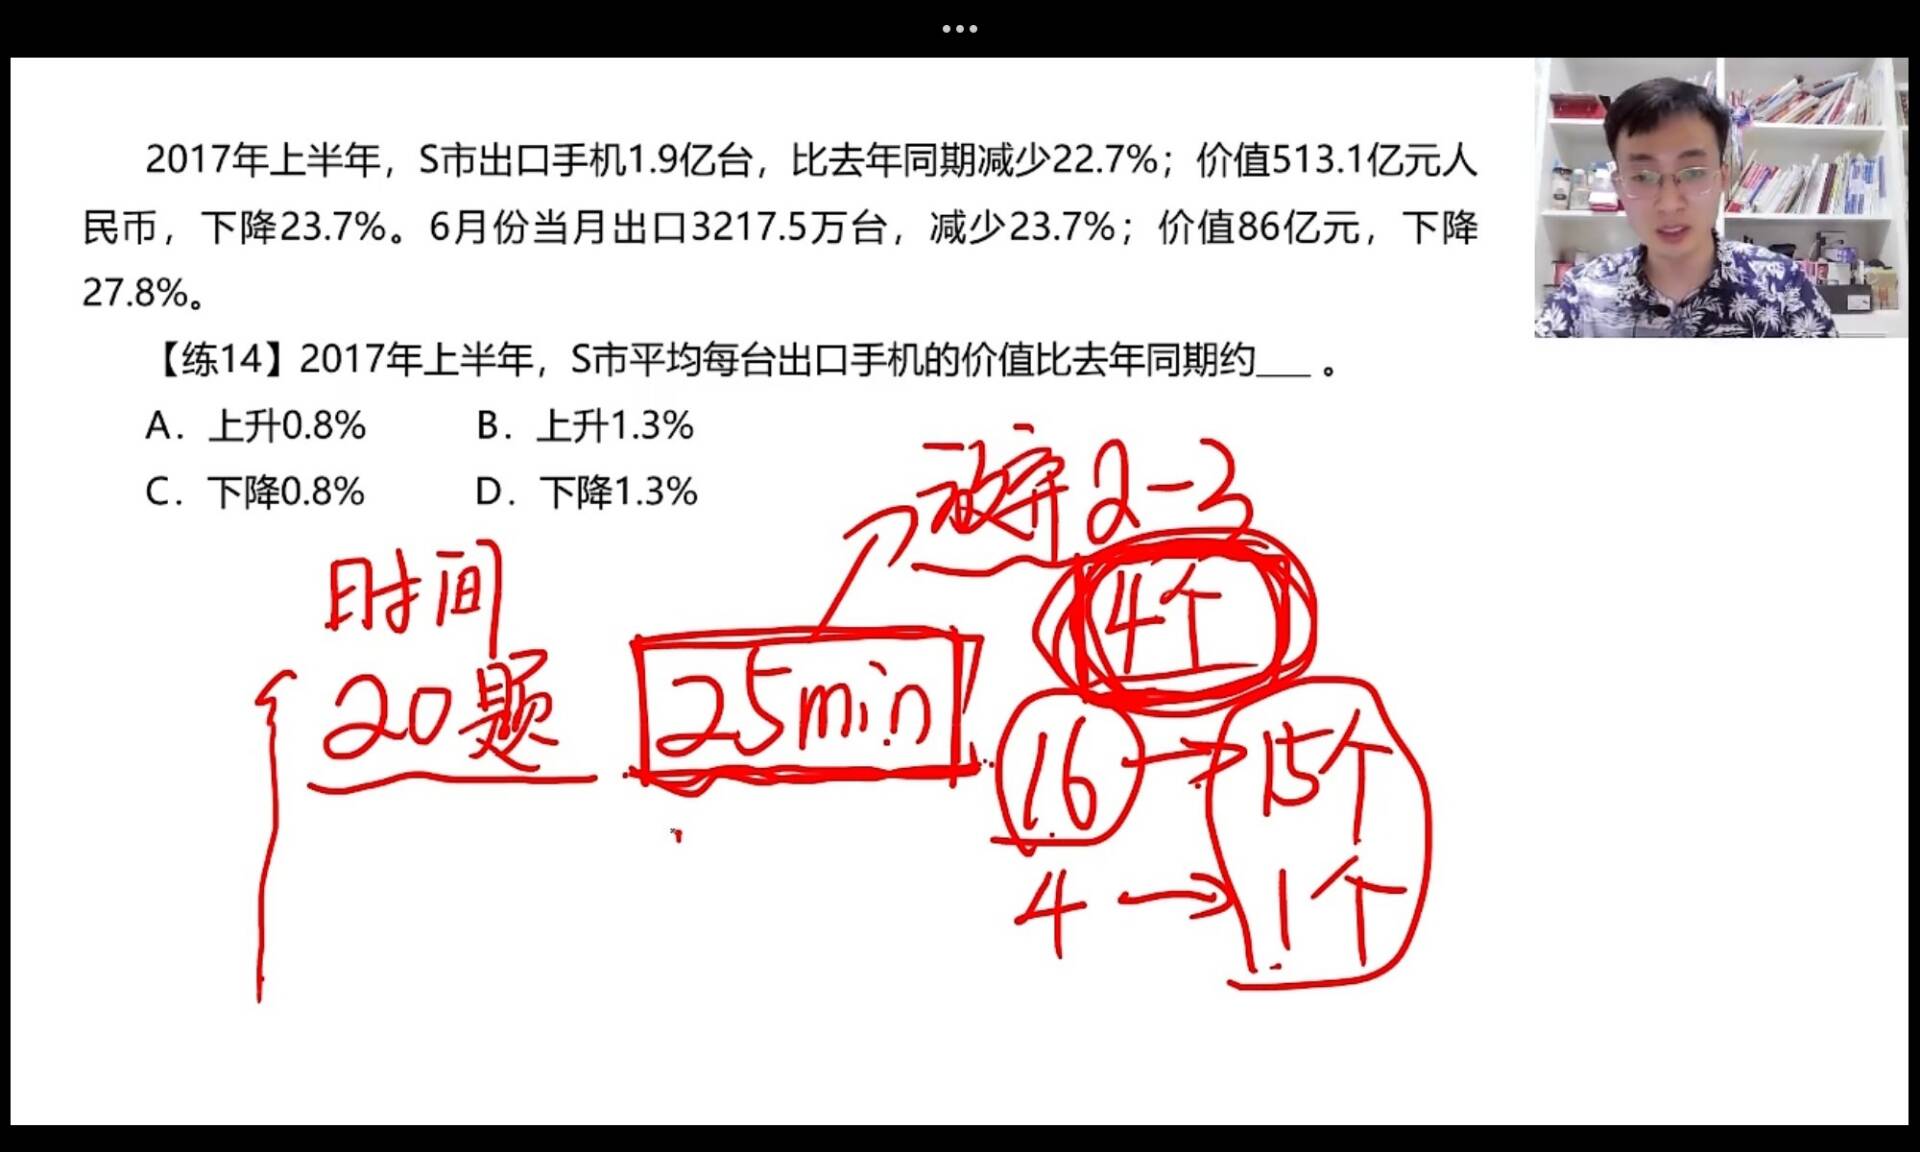 2017年上半年，S市出口手机1.9亿台，比去年同期减少22.7%；价值513.1亿元人
民币，下降23.7%。6月份当月出口3217.5万台，减少23.7%；价值86亿元，下降
27.8%。
【练14】2017年上半年，S市平均每台出口手机的价值比去年同期约___ 。
A．上升0.8% B．上升1.3%
C．下降0.8% D．下降1.3%
放弃 2-3
4个
时间
20题 25min
16 → 15个
4 → 1个